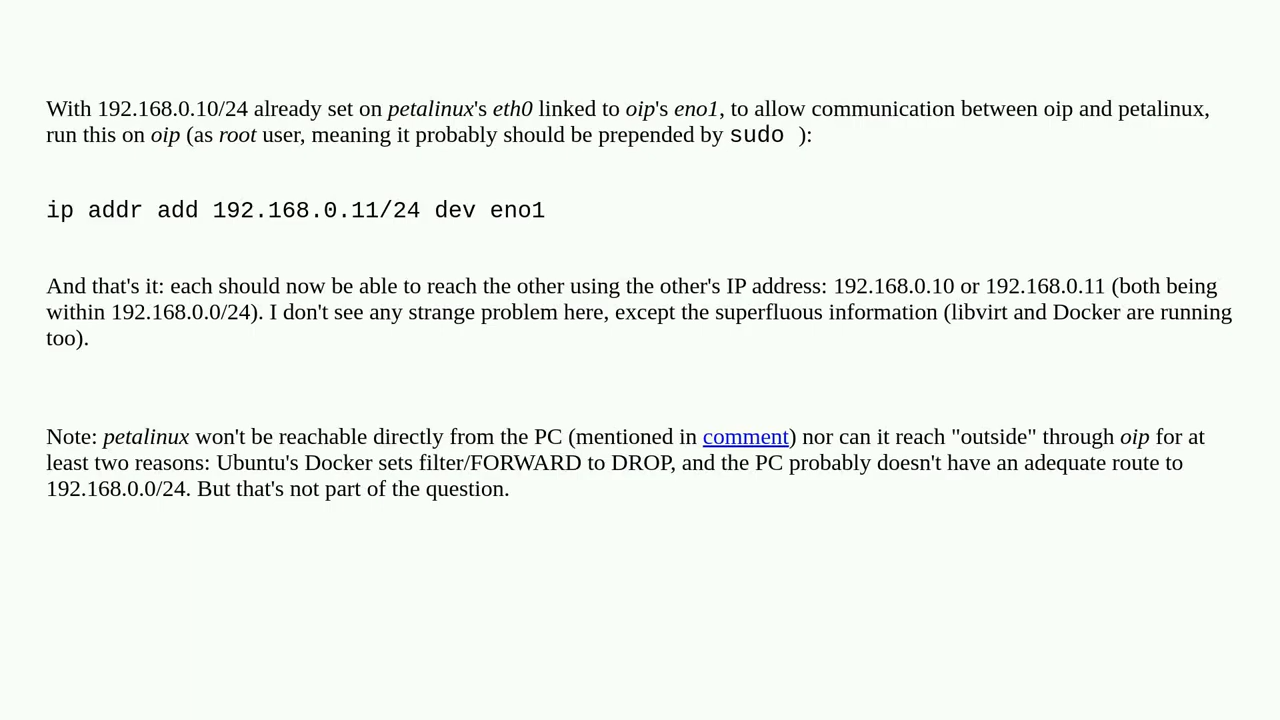 With 192.168.0.10/24 already set on petalinux's eth0 linked to oip's eno1, to allow communication between oip and petalinux,
run this on oip (as root user, meaning it probably should be prepended by sudo ):
ip addr add 192.168.0.11/24 dev eno1
And that's it: each should now be able to reach the other using the other's IP address: 192.168.0.10 or 192.168.0.11 (both being
within 192.168.0.0/24). I don't see any strange problem here, except the superfluous information (libvirt and Docker are running
too).
Note: petalinux won't be reachable directly from the PC (mentioned in comment) nor can it reach "outside" through oip for at
least two reasons: Ubuntu's Docker sets filter/FORWARD to DROP, and the PC probably doesn't have an adequate route to
192.168.0.0/24. But that's not part of the question.